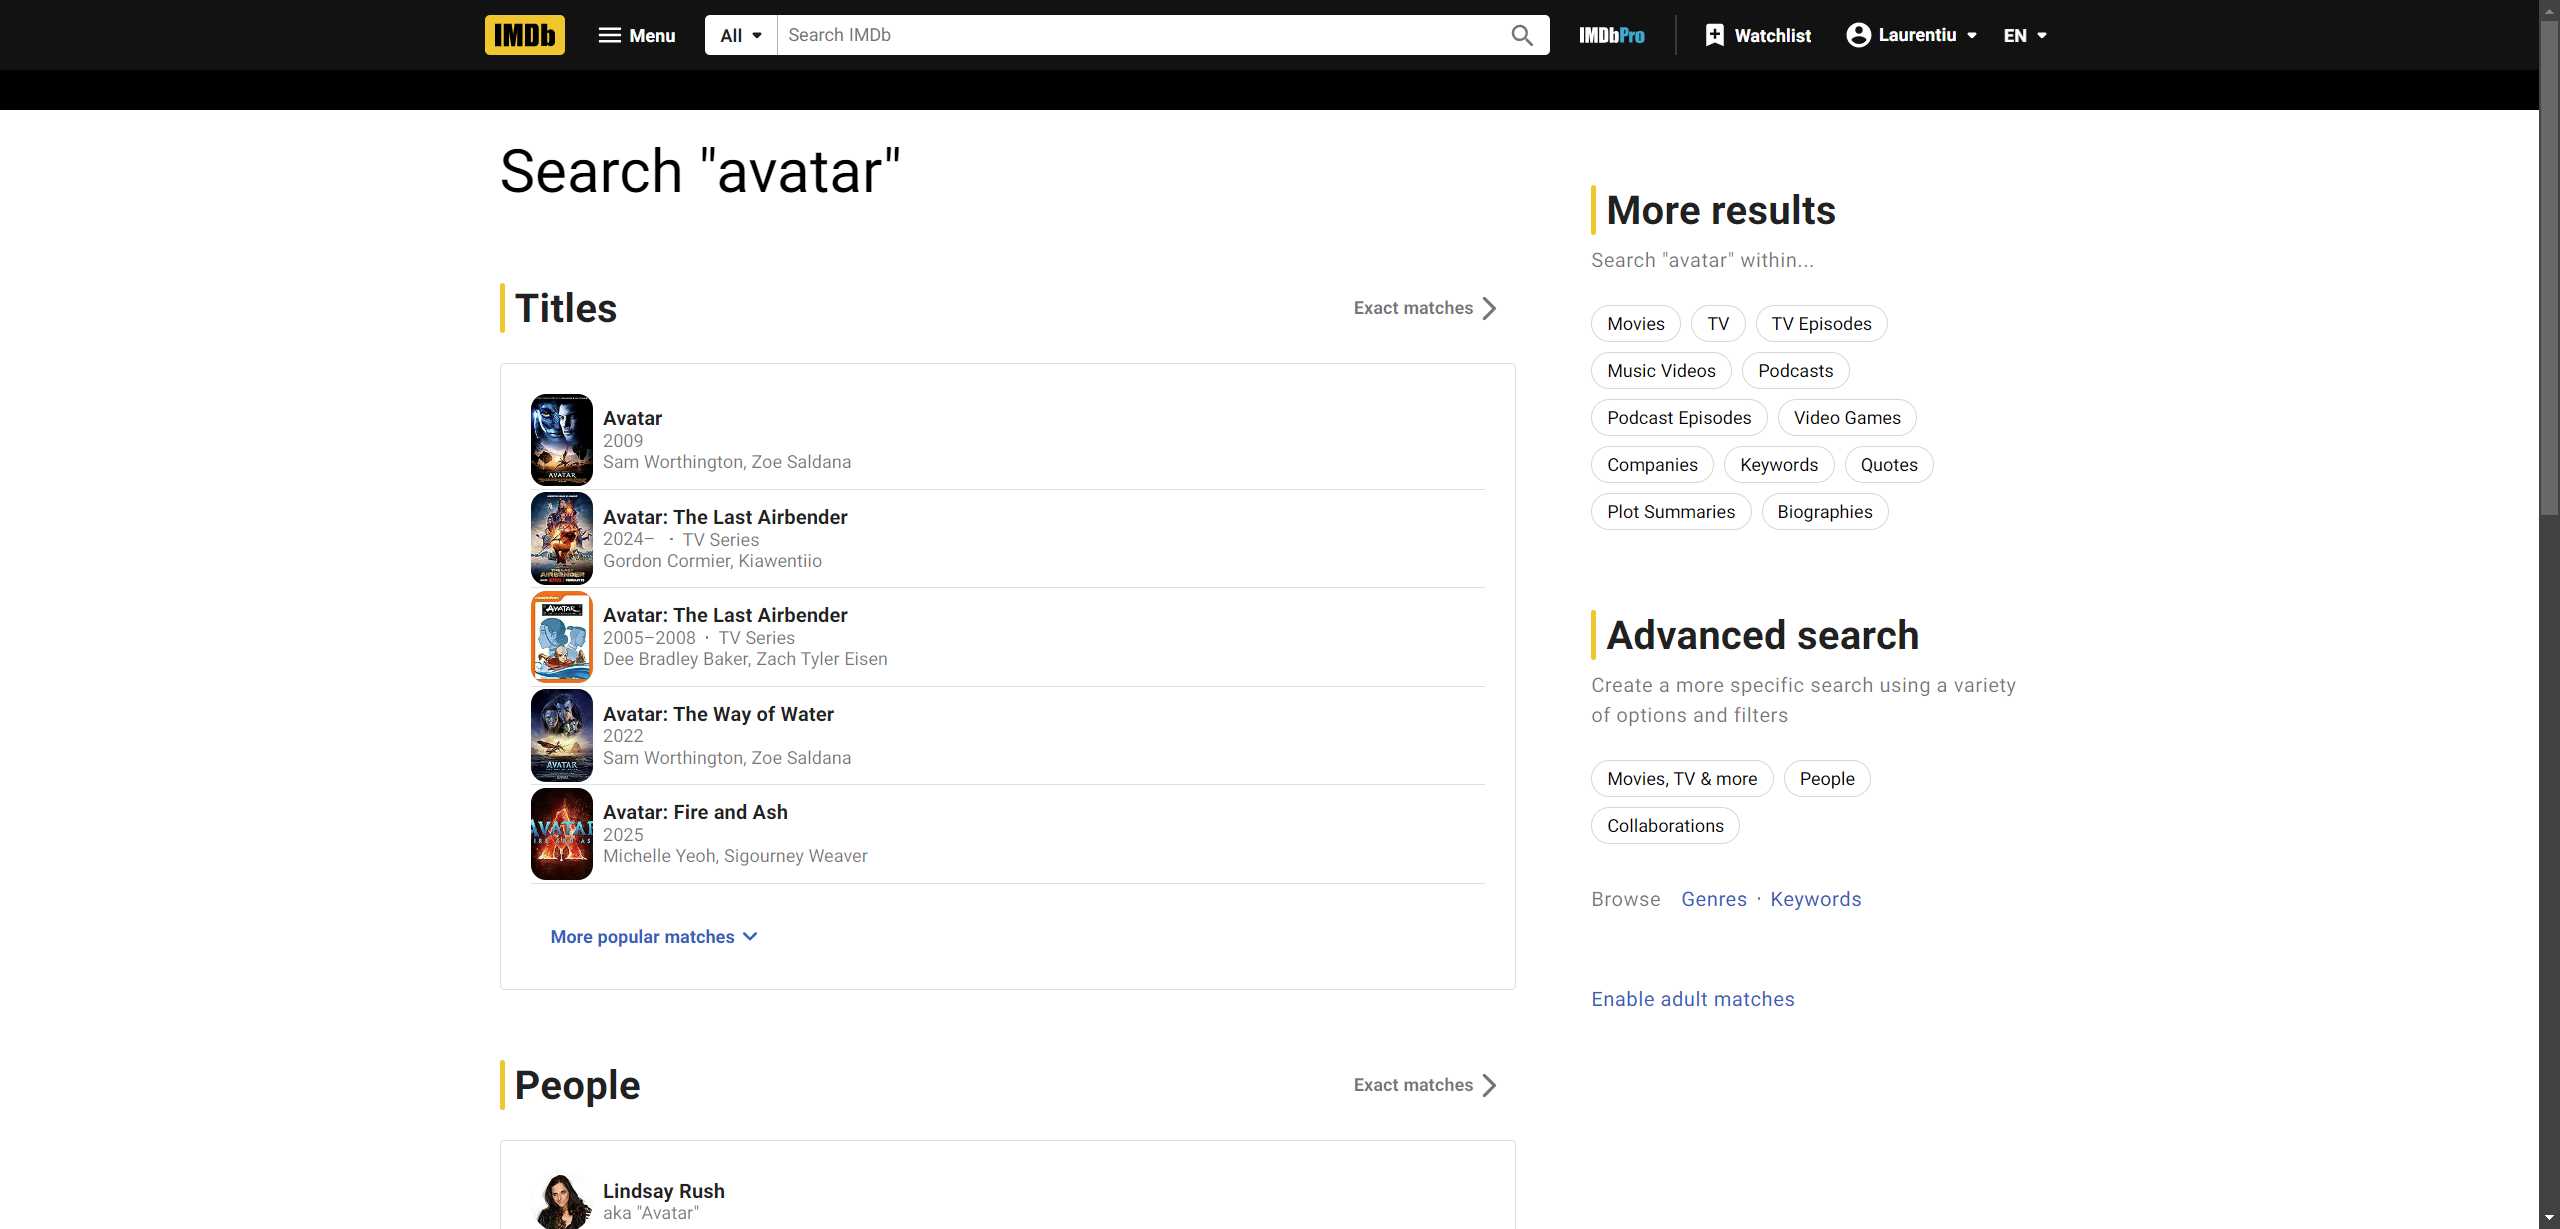 IMDb Menu All Search IMDb IMDbPro Watchlist Laurentiu EN
Search "avatar"
Titles
Exact matches
Avatar
2009
Sam Worthington, Zoe Saldana
Avatar: The Last Airbender
2024– · TV Series
Gordon Cormier, Kiawentiio
Avatar: The Last Airbender
2005–2008 · TV Series
Dee Bradley Baker, Zach Tyler Eisen
Avatar: The Way of Water
2022
Sam Worthington, Zoe Saldana
Avatar: Fire and Ash
2025
Michelle Yeoh, Sigourney Weaver
More popular matches
People
Exact matches
Lindsay Rush
aka "Avatar"
More results
Search "avatar" within...
Movies TV TV Episodes
Music Videos Podcasts
Podcast Episodes Video Games
Companies Keywords Quotes
Plot Summaries Biographies
Advanced search
Create a more specific search using a variety
of options and filters
Movies, TV & more People
Collaborations
Browse Genres · Keywords
Enable adult matches